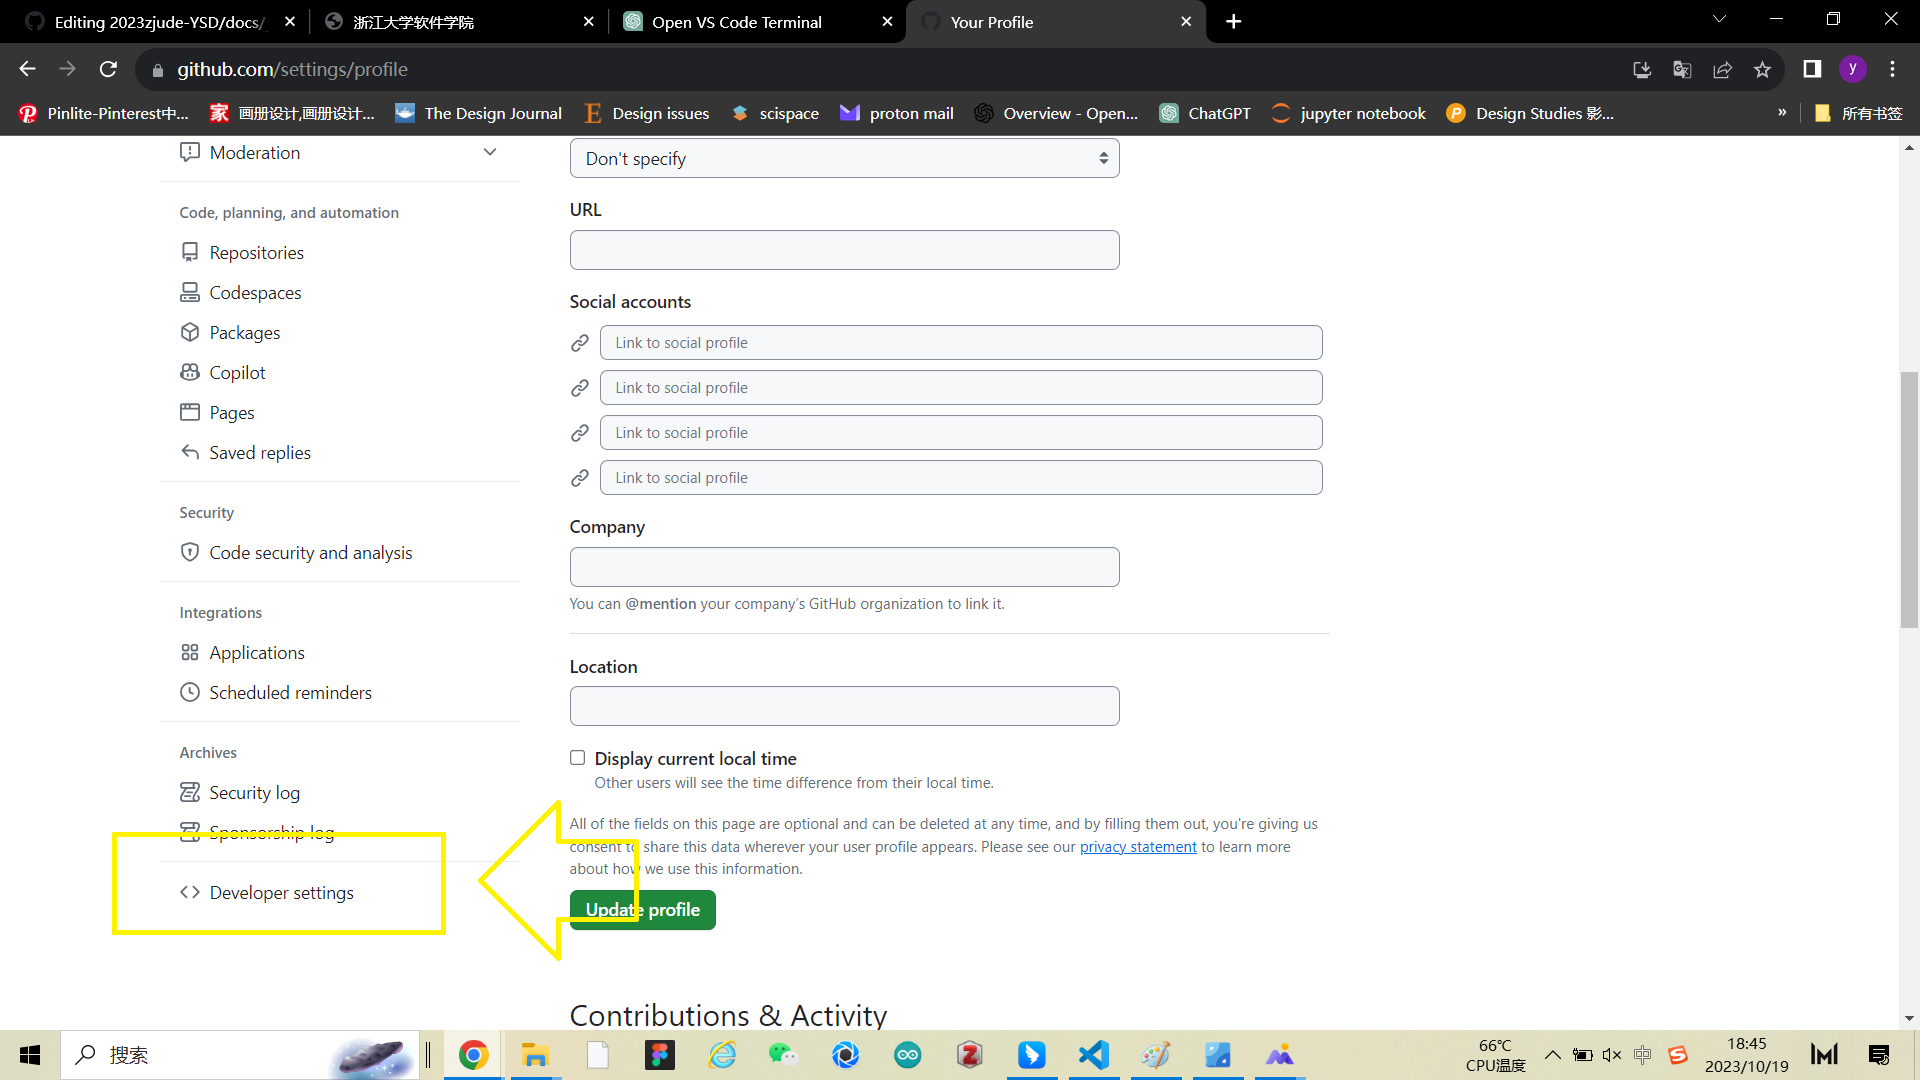 Editing 2023zjude-YSD/docs/
浙江大学软件学院
Open VS Code Terminal
Your Profile
github.com/settings/profile
y
Pinlite-Pinterest中...
家 画册设计,画册设计...
The Design Journal
Design issues
scispace
proton mail
Overview - Open...
ChatGPT
jupyter notebook
Design Studies 影...
»
所有书签
Moderation
Code, planning, and automation
Repositories
Codespaces
Packages
Copilot
Pages
Saved replies
Security
Code security and analysis
Integrations
Applications
Scheduled reminders
Archives
Security log
Sponsorship log
Developer settings
Don't specify
URL
Social accounts
Link to social profile
Link to social profile
Link to social profile
Link to social profile
Company
You can @mention your company's GitHub organization to link it.
Location
Display current local time
Other users will see the time difference from their local time.
All of the fields on this page are optional and can be deleted at any time, and by filling them out, you're giving us
consent to share this data wherever your user profile appears. Please see our privacy statement to learn more
about how we use this information.
Update profile
Contributions & Activity
搜索
66℃
CPU温度
中
18:45
2023/10/19